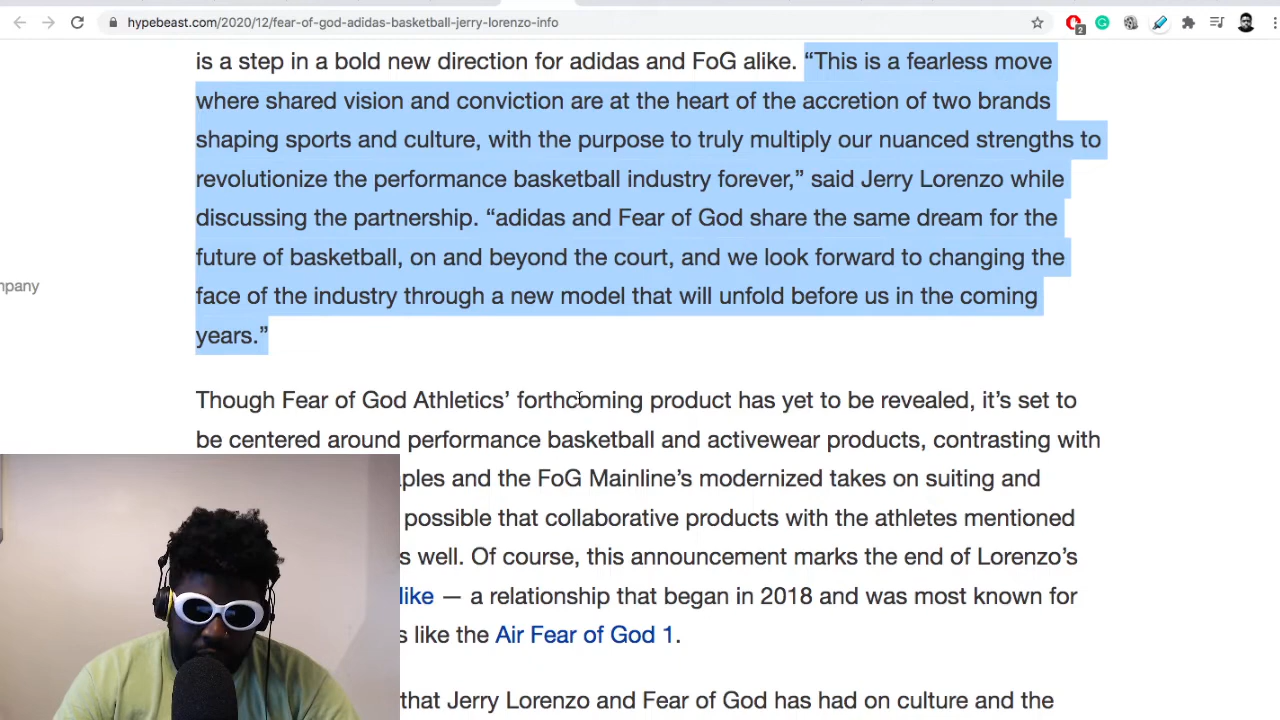 hypebeast.com/2020/12/fear-of-god-adidas-basketball-jerry-lorenzo-info
2
is a step in a bold new direction for adidas and FoG alike. “This is a fearless move
where shared vision and conviction are at the heart of the accretion of two brands
shaping sports and culture, with the purpose to truly multiply our nuanced strengths to
revolutionize the performance basketball industry forever,” said Jerry Lorenzo while
discussing the partnership. “adidas and Fear of God share the same dream for the
future of basketball, on and beyond the court, and we look forward to changing the
mpany
face of the industry through a new model that will unfold before us in the coming
years.”
Though Fear of God Athletics’ forthcoming product has yet to be revealed, it’s set to
be centered around performance basketball and activewear products, contrasting with
aples and the FoG Mainline’s modernized takes on suiting and
possible that collaborative products with the athletes mentioned
s well. Of course, this announcement marks the end of Lorenzo’s
like — a relationship that began in 2018 and was most known for
s like the Air Fear of God 1.
that Jerry Lorenzo and Fear of God has had on culture and the